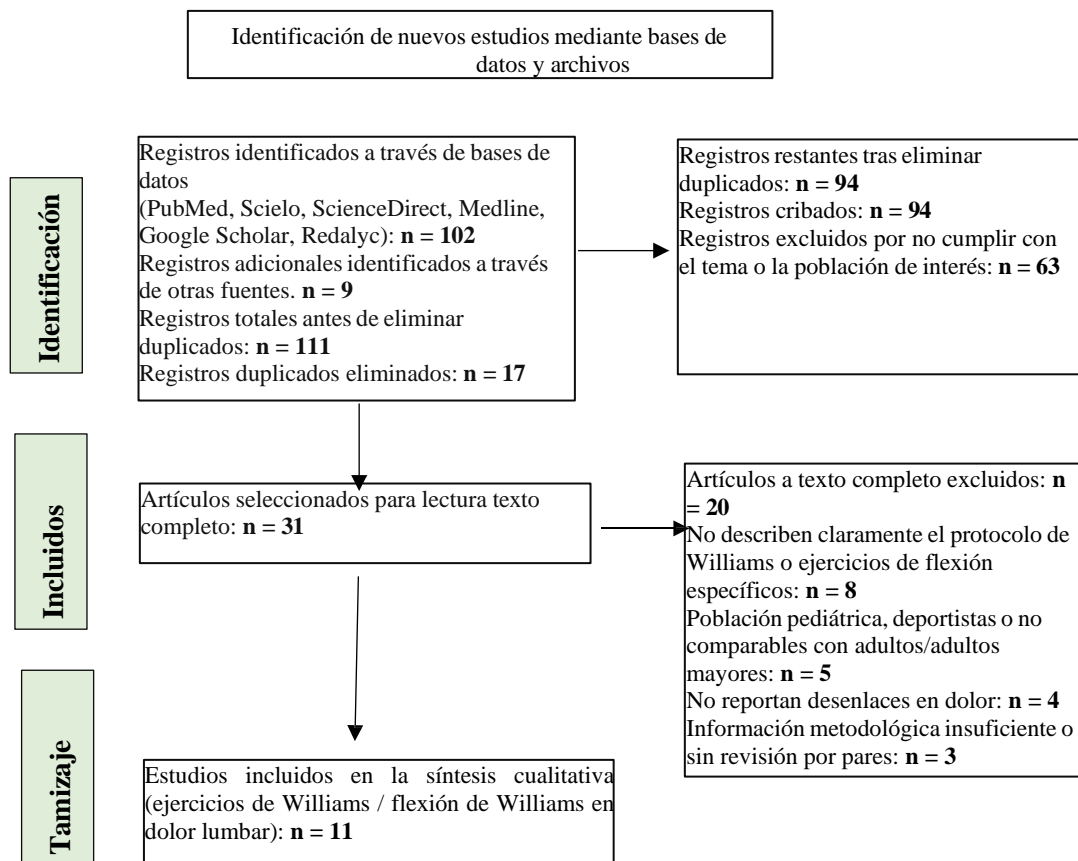 Identificación de nuevos estudios mediante bases de
datos y archivos
Identificación
Registros identificados a través de bases de
datos
(PubMed, Scielo, ScienceDirect, Medline,
Google Scholar, Redalyc): n = 102
Registros adicionales identificados a través
de otras fuentes. n = 9
Registros totales antes de eliminar
duplicados: n = 111
Registros duplicados eliminados: n = 17
Registros restantes tras eliminar
duplicados: n = 94
Registros cribados: n = 94
Registros excluidos por no cumplir con
el tema o la población de interés: n = 63
Incluidos
Artículos seleccionados para lectura texto
completo: n = 31
Artículos a texto completo excluidos: n
= 20
No describen claramente el protocolo de
Williams o ejercicios de flexión
específicos: n = 8
Población pediátrica, deportistas o no
comparables con adultos/adultos
mayores: n = 5
No reportan desenlaces en dolor: n = 4
Información metodológica insuficiente o
sin revisión por pares: n = 3
Tamizaje
Estudios incluidos en la síntesis cualitativa
(ejercicios de Williams / flexión de Williams en
dolor lumbar): n = 11